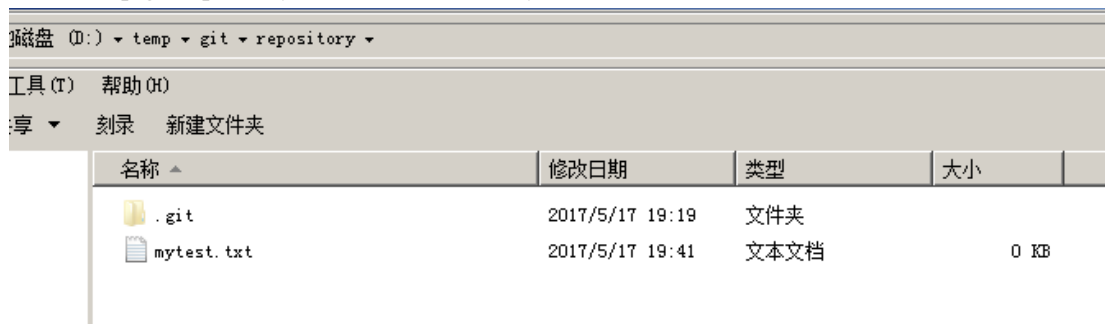 磁盘 (D:) ▾ temp ▾ git ▾ repository ▾
工具(T) 帮助(H)
享 ▾ 刻录 新建文件夹
名称 修改日期 类型 大小
.git 2017/5/17 19:19 文件夹
mytest.txt 2017/5/17 19:41 文本文档 0 KB